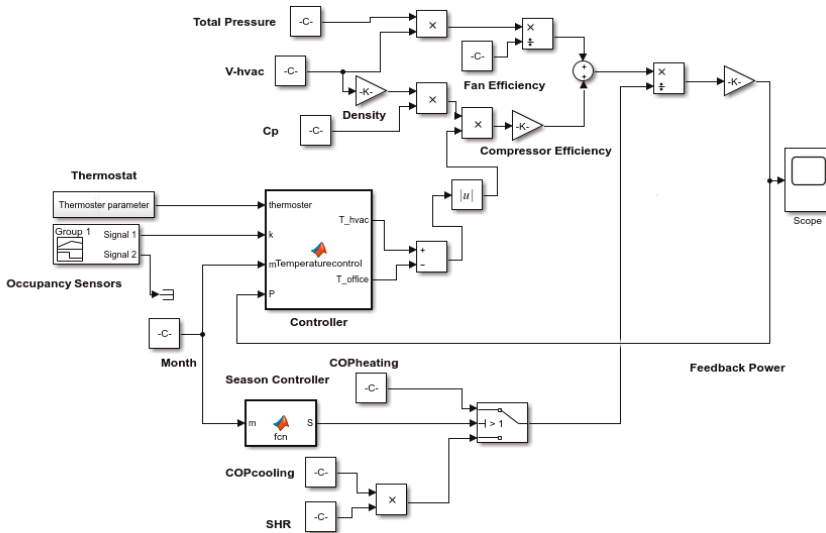 Total Pressure
-C-
×
×
÷
V-hvac
-C-
-C-
Fan Efficiency
+
+
×
÷
-K-
-K-
Density
×
Cp
-C-
×
-K-
Compressor Efficiency
Scope
Thermostat
Thermoster parameter
|u|
Group 1
Signal 1
Signal 2
Occupancy Sensors
thermoster
k
m
P
Temperaturecontrol
T_hvac
T_office
Controller
+
−
-C-
Month
Feedback Power
COPheating
-C-
Season Controller
m
S
fcn
> 1
COPcooling
-C-
×
SHR
-C-